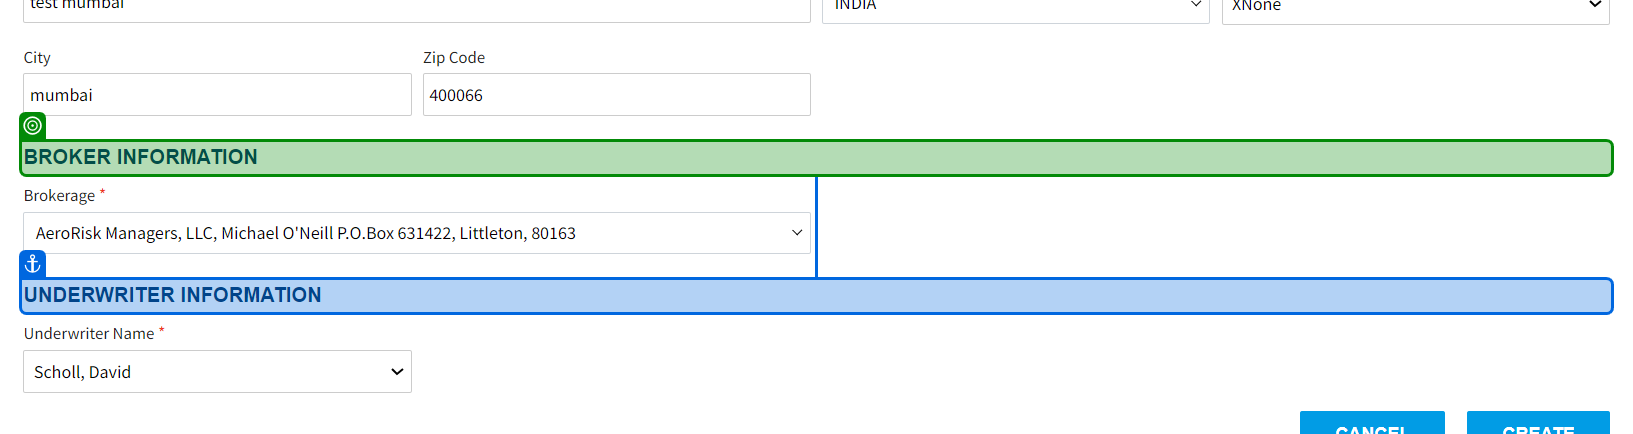 test mumbai INDIA XNone
City Zip Code
mumbai 400066
BROKER INFORMATION
Brokerage *
AeroRisk Managers, LLC, Michael O'Neill P.O.Box 631422, Littleton, 80163
UNDERWRITER INFORMATION
Underwriter Name *
Scholl, David
CANCEL CREATE